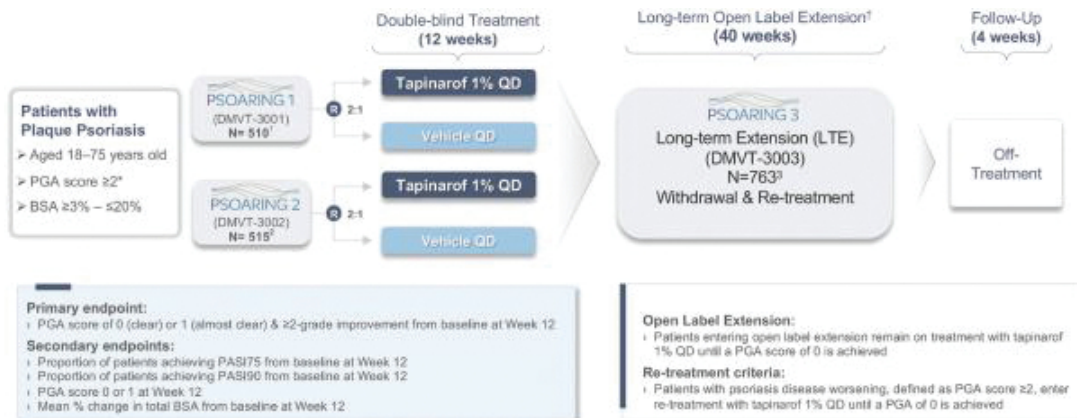 Double-blind Treatment
(12 weeks)
Long-term Open Label Extension†
(40 weeks)
Follow-Up
(4 weeks)
Patients with
Plaque Psoriasis
➢ Aged 18–75 years old
➢ PGA score ≥2*
➢ BSA ≥3% – ≤20%
PSOARING 1
(DMVT-3001)
N= 510¹
R 2:1
Tapinarof 1% QD
Vehicle QD
PSOARING 2
(DMVT-3002)
N= 515²
R 2:1
Tapinarof 1% QD
Vehicle QD
PSOARING 3
Long-term Extension (LTE)
(DMVT-3003)
N=763³
Withdrawal & Re-treatment
Off-
Treatment
Primary endpoint:
› PGA score of 0 (clear) or 1 (almost clear) & ≥2-grade improvement from baseline at Week 12
Secondary endpoints:
› Proportion of patients achieving PASI75 from baseline at Week 12
› Proportion of patients achieving PASI90 from baseline at Week 12
› PGA score 0 or 1 at Week 12
› Mean % change in total BSA from baseline at Week 12
Open Label Extension:
› Patients entering open label extension remain on treatment with tapinarof
1% QD until a PGA score of 0 is achieved
Re-treatment criteria:
› Patients with psoriasis disease worsening, defined as PGA score ≥2, enter
re-treatment with tapinarof 1% QD until a PGA of 0 is achieved